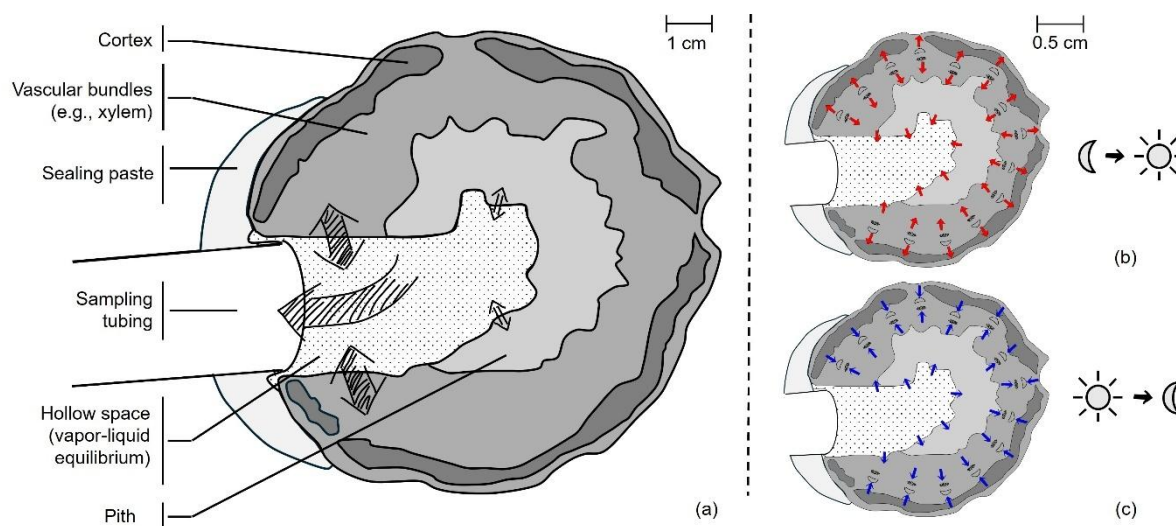 Cortex
Vascular bundles
(e.g., xylem)
Sealing paste
Sampling
tubing
Hollow space
(vapor-liquid
equilibrium)
Pith
1 cm
(a)
0.5 cm
(b)
(c)